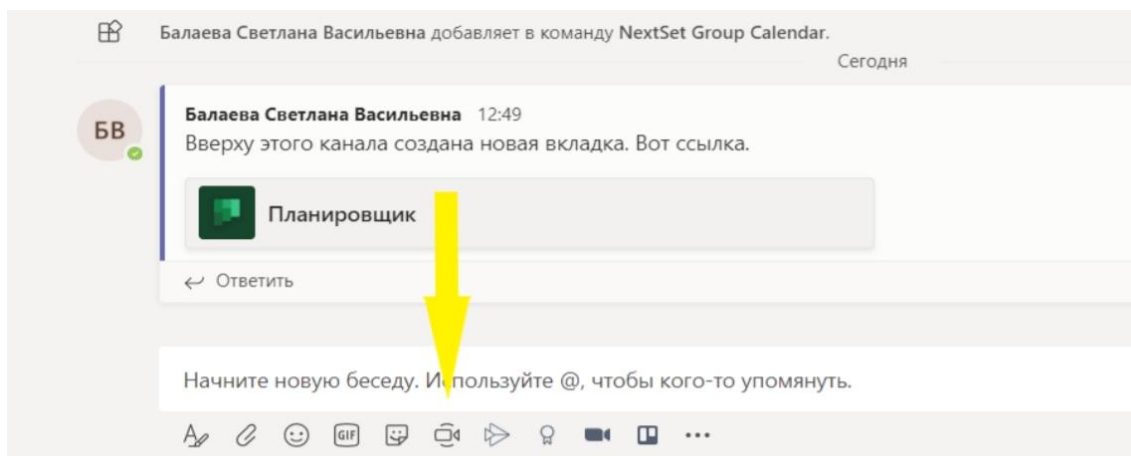 Балаева Светлана Васильевна добавляет в команду NextSet Group Calendar.
Сегодня
БВ
Балаева Светлана Васильевна 12:49
Вверху этого канала создана новая вкладка. Вот ссылка.
Планировщик
Ответить
Начните новую беседу. Используйте @, чтобы кого-то упомянуть.
GIF